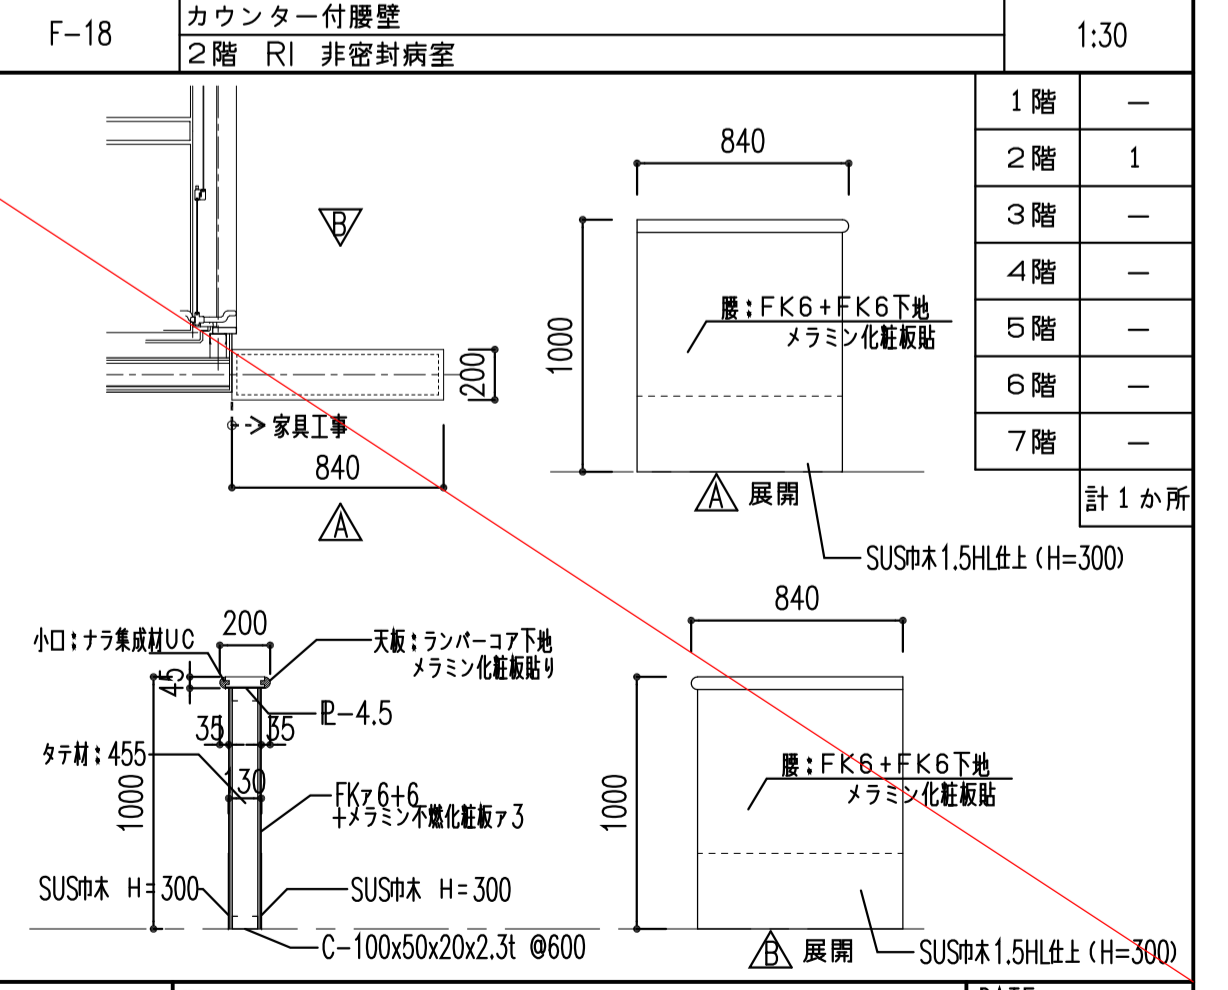 F-18
カウンター付腰壁
2階 RI 非密封病室
1:30
1階 —
2階 1
3階 —
4階 —
5階 —
6階 —
7階 —
計1か所
B
200
家具工事
840
A
840
1000
腰:FK6+FK6下地
メラミン化粧板貼
A 展開
SUS巾木1.5HL仕上(H=300)
小口:ナラ集成材UC
200
天板:ランバーコア下地
メラミン化粧板貼り
45
PL-4.5
35
35
タテ材:455
130
1000
FKァ6+6
+メラミン不燃化粧板ァ3
SUS巾木 H=300
SUS巾木 H=300
C-100x50x20x2.3t @600
840
1000
腰:FK6+FK6下地
メラミン化粧板貼
B 展開
SUS巾木1.5HL仕上(H=300)